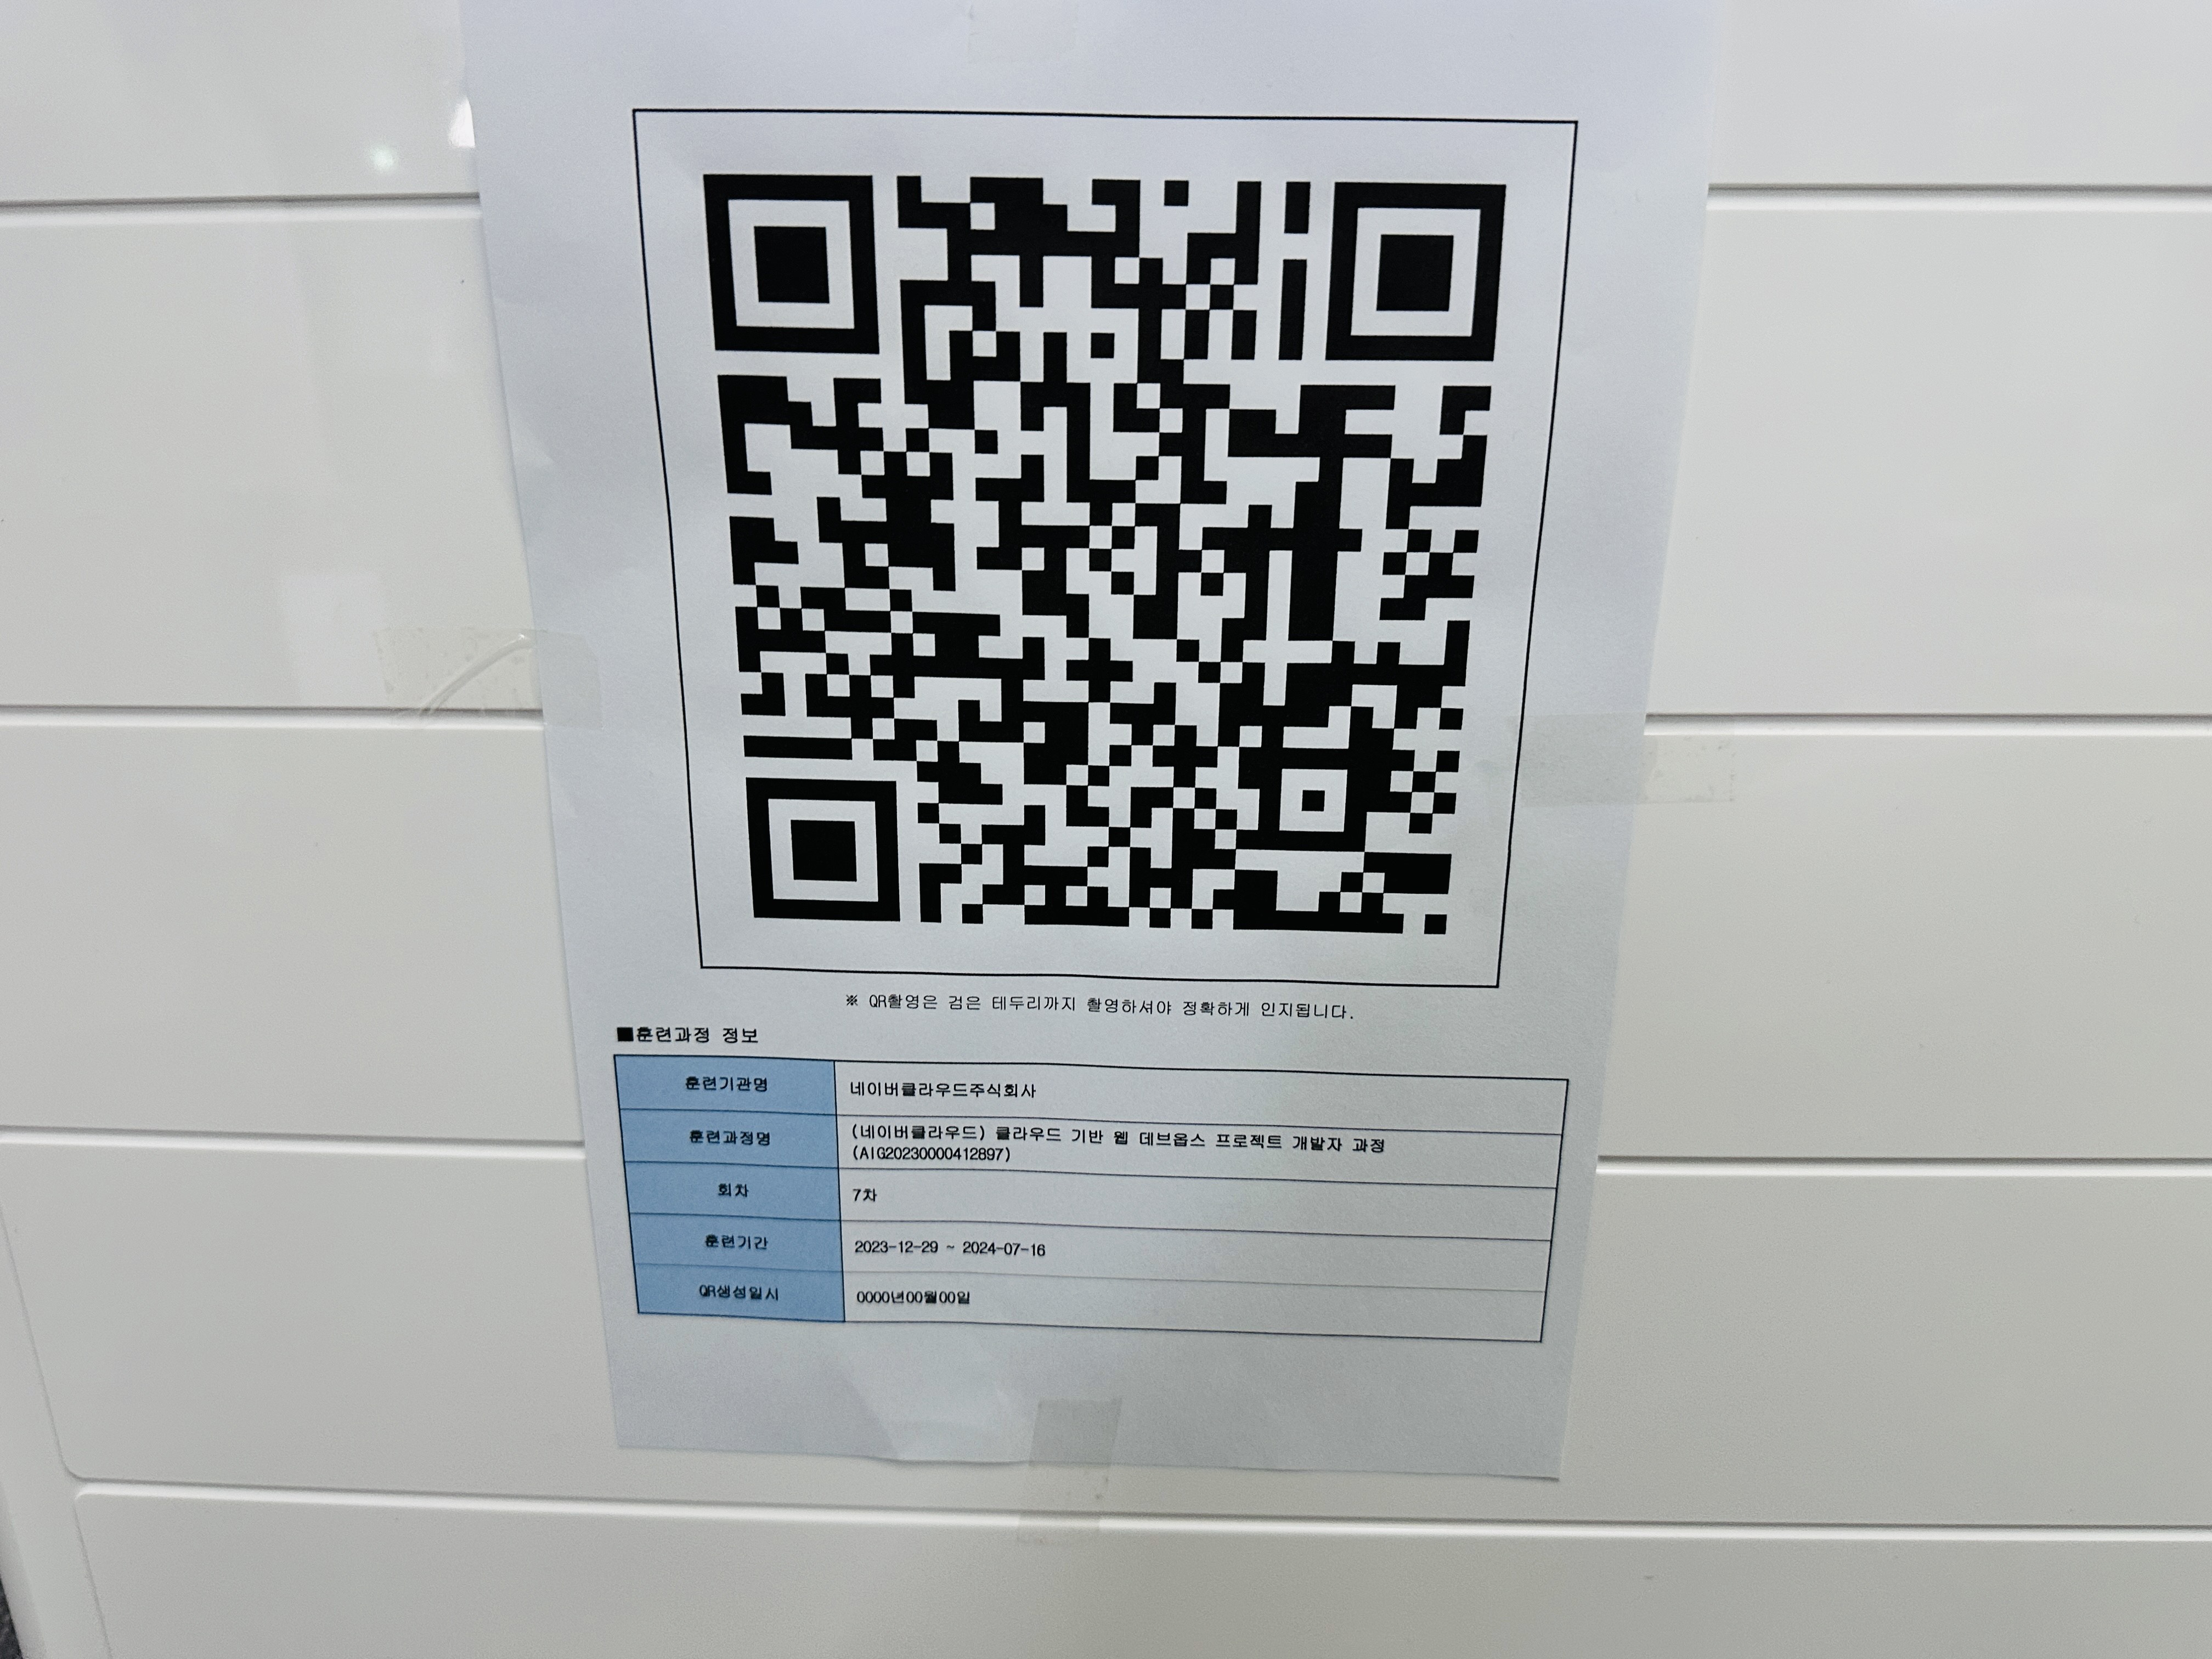 ※ QR촬영은 검은 테두리까지 촬영하셔야 정확하게 인지됩니다.
■훈련과정 정보
훈련기관명 네이버클라우드주식회사
훈련과정명 (네이버클라우드) 클라우드 기반 웹 데브옵스 프로젝트 개발자 과정
(AIG20230000412897)
회차 7차
훈련기간 2023-12-29 ~ 2024-07-16
QR생성일시 0000년00월00일